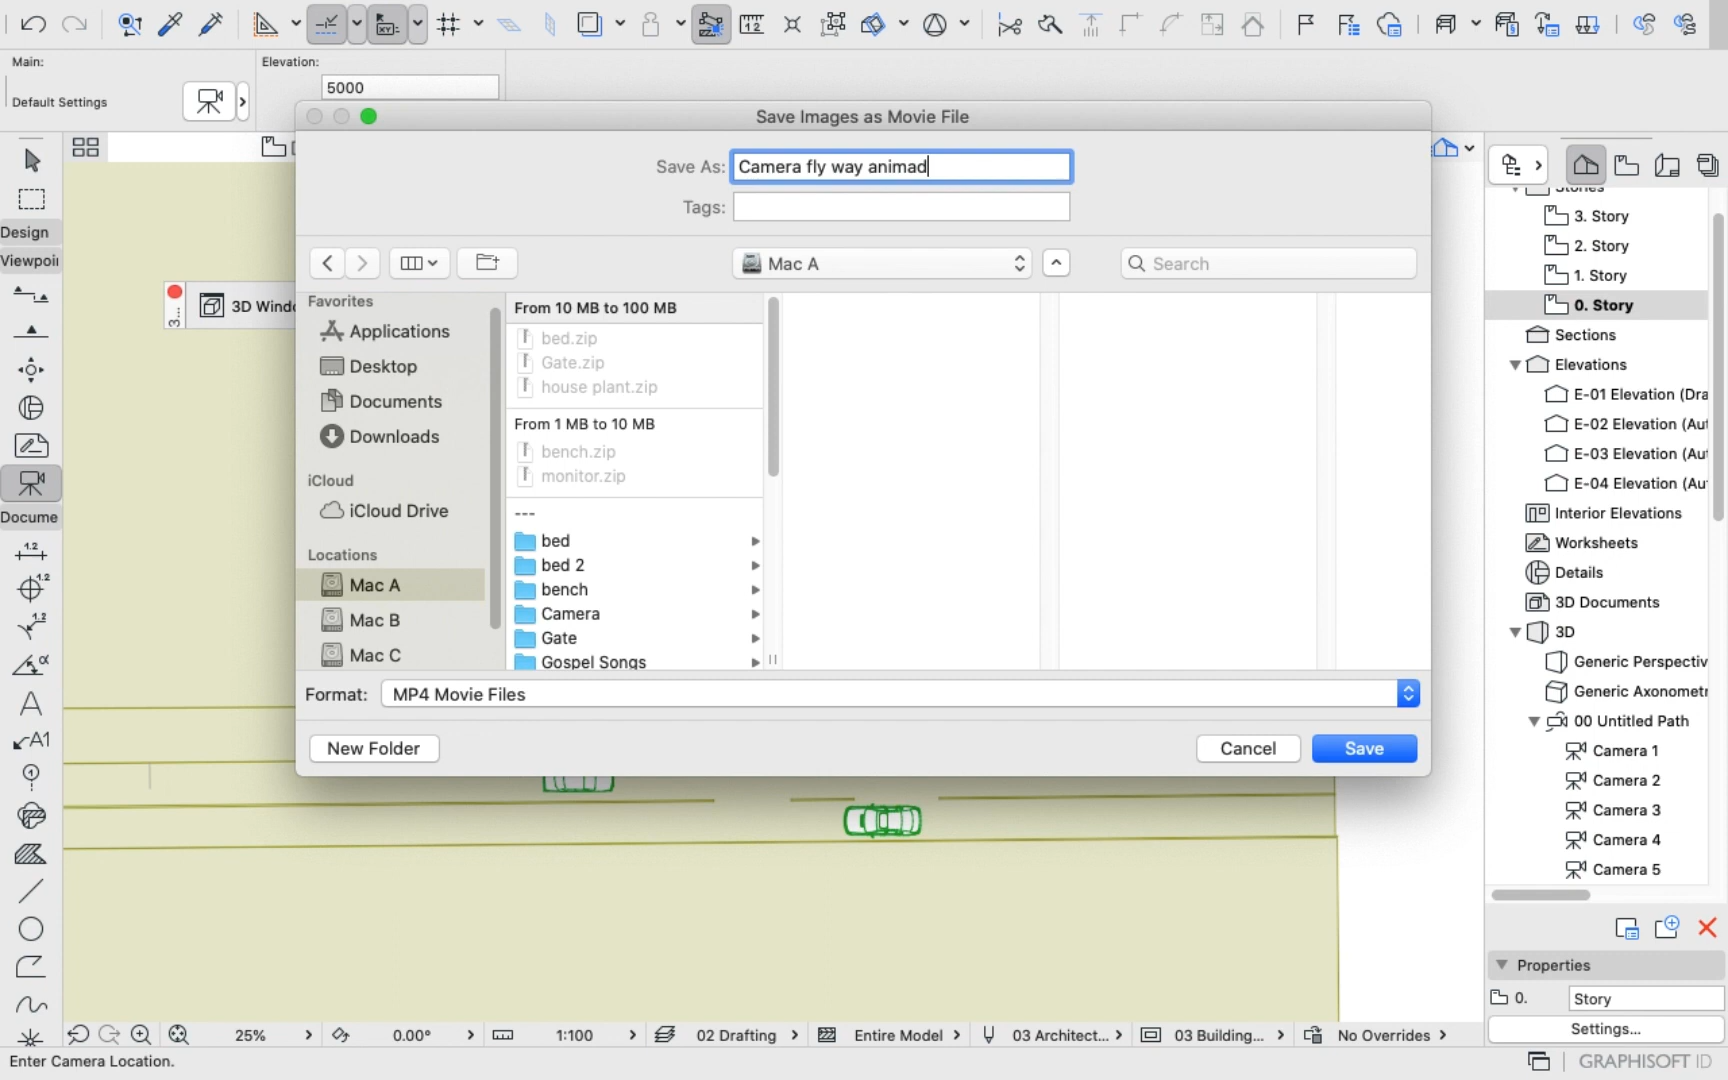 Main:
Default Settings
Elevation:
5000
Save Images as Movie File
Save As: Camera fly way animad
Tags:
Mac A
Search
Favorites
Applications
Desktop
Documents
Downloads
iCloud
iCloud Drive
Locations
Mac A
Mac B
Mac C
From 10 MB to 100 MB
bed.zip
Gate.zip
house plant.zip
From 1 MB to 10 MB
bench.zip
monitor.zip
---
bed
bed 2
bench
Camera
Gate
Gospel Songs
Format: MP4 Movie Files
New Folder
Cancel
Save
Design
Viewpoi
Docume
3...
3D Windo
Stories
3. Story
2. Story
1. Story
0. Story
Sections
Elevations
E-01 Elevation (Dra
E-02 Elevation (Au
E-03 Elevation (Au
E-04 Elevation (Au
Interior Elevations
Worksheets
Details
3D Documents
3D
Generic Perspectiv
Generic Axonometr
00 Untitled Path
Camera 1
Camera 2
Camera 3
Camera 4
Camera 5
Properties
0. Story
Settings...
25%
0.00°
1:100
02 Drafting
Entire Model
03 Architect...
03 Building...
No Overrides
Enter Camera Location.
GRAPHISOFT ID